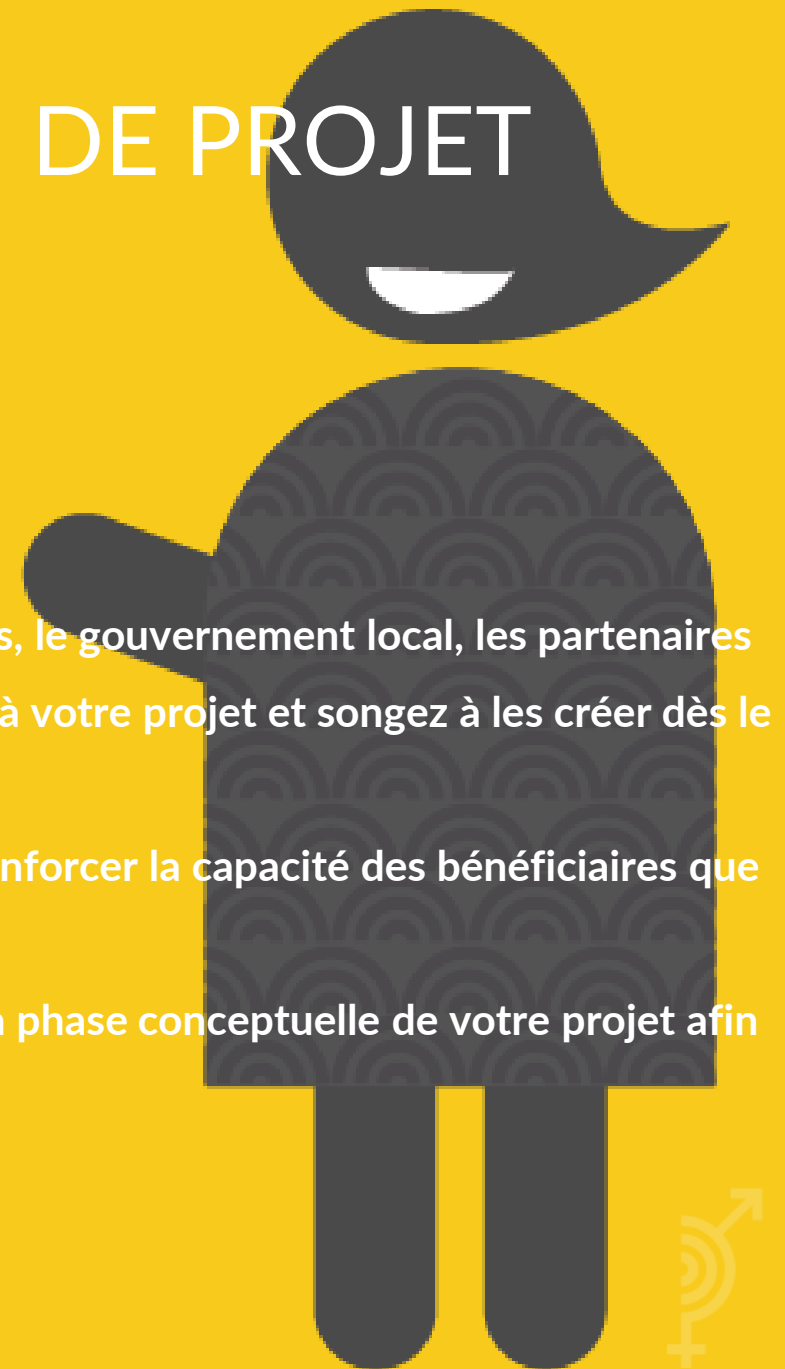 DE PROJET
s, le gouvernement local, les partenaires
à votre projet et songez à les créer dès le
nforcer la capacité des bénéficiaires que
phase conceptuelle de votre projet afin